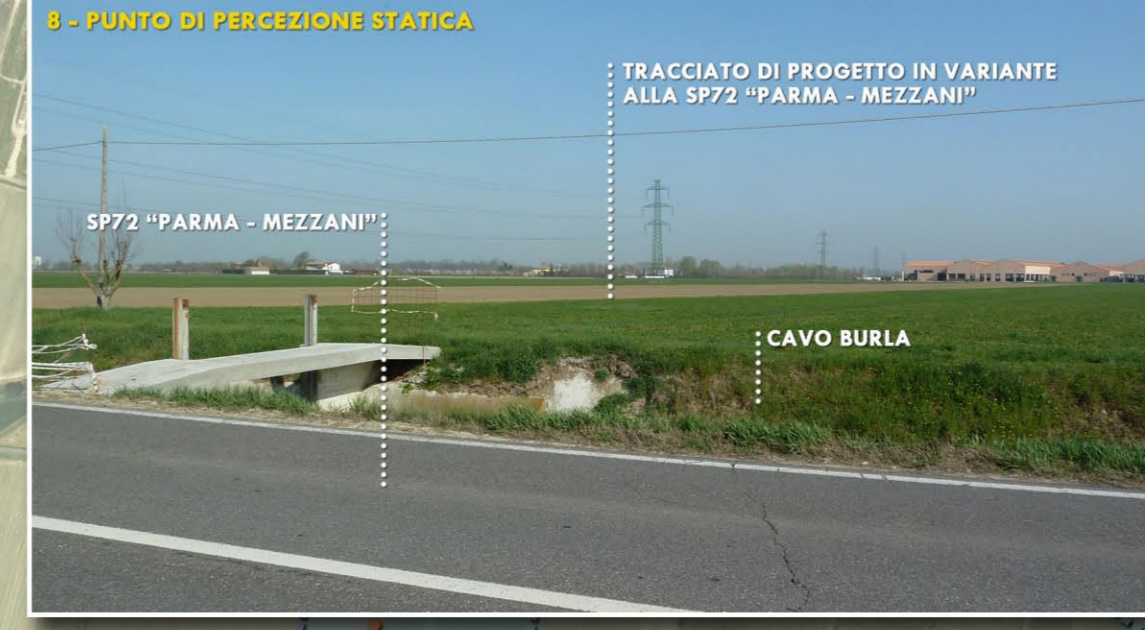 8 - PUNTO DI PERCEZIONE STATICA
TRACCIATO DI PROGETTO IN VARIANTE
ALLA SP72 “PARMA - MEZZANI”
SP72 “PARMA - MEZZANI”
CAVO BURLA